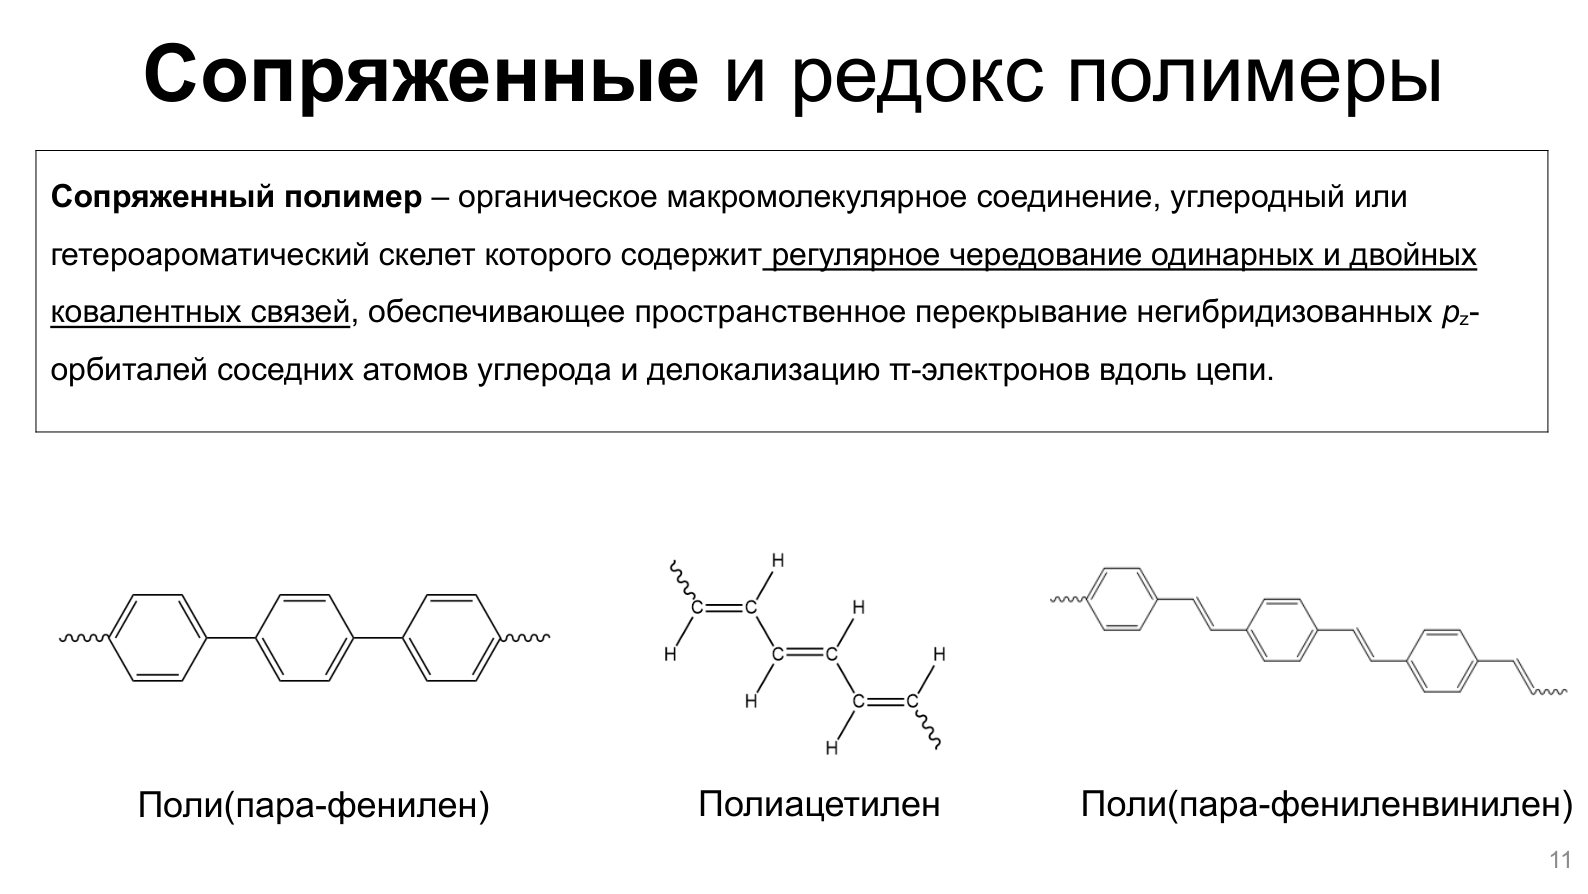 Сопряженные и редокс полимеры
Сопряженный полимер – органическое макромолекулярное соединение, углеродный или
гетероароматический скелет которого содержит регулярное чередование одинарных и двойных
ковалентных связей, обеспечивающее пространственное перекрывание негибридизованных pz-
орбиталей соседних атомов углерода и делокализацию π-электронов вдоль цепи.
H
C C H
H C C H
H C C
H
Поли(пара-фенилен) Полиацетилен Поли(пара-фениленвинилен)
11